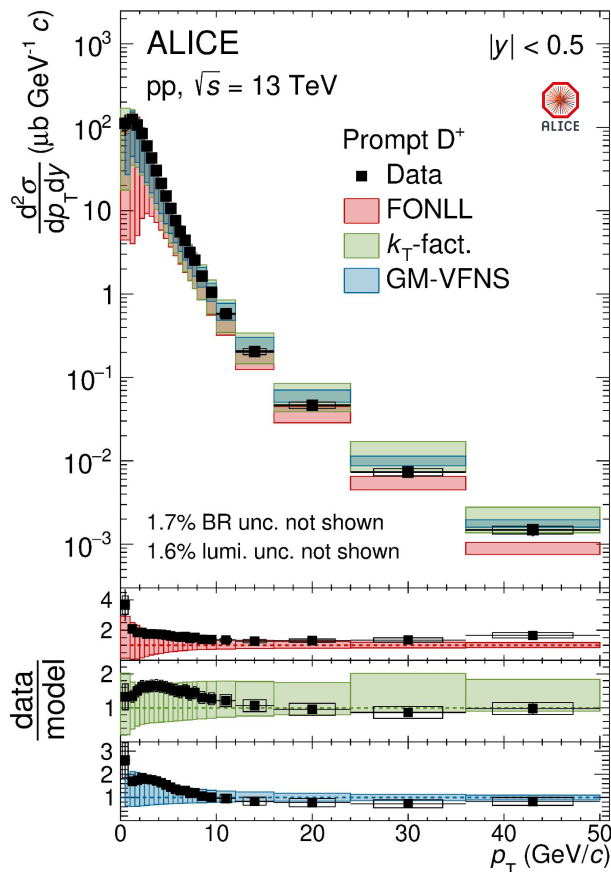 ALICE
|y| < 0.5
pp, √s = 13 TeV
ALICE
Prompt D⁺
Data
FONLL
k_T-fact.
GM-VFNS
d²σ/dp_Tdy (μb GeV⁻¹ c)
10³
10²
10
1
10⁻¹
10⁻²
10⁻³
1.7% BR unc. not shown
1.6% lumi. unc. not shown
data/model
4
2
2
1
3
2
1
0 10 20 30 40 50
p_T (GeV/c)